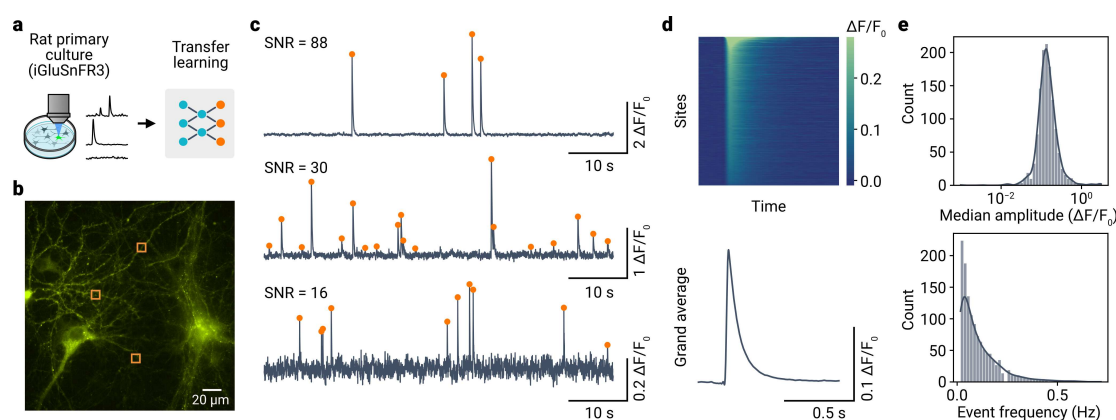 a
Rat primary
culture
(iGluSnFR3)
Transfer
learning
b
20 µm
c
SNR = 88
2 ΔF/F₀
10 s
SNR = 30
1 ΔF/F₀
10 s
SNR = 16
0.2 ΔF/F₀
10 s
d
ΔF/F₀
0.2
0.1
0.0
Sites
Time
Grand average
0.1 ΔF/F₀
0.5 s
e
200
150
100
50
0
Count
10⁻²
10⁰
Median amplitude (ΔF/F₀)
200
150
100
50
0
Count
0.0
0.5
Event frequency (Hz)